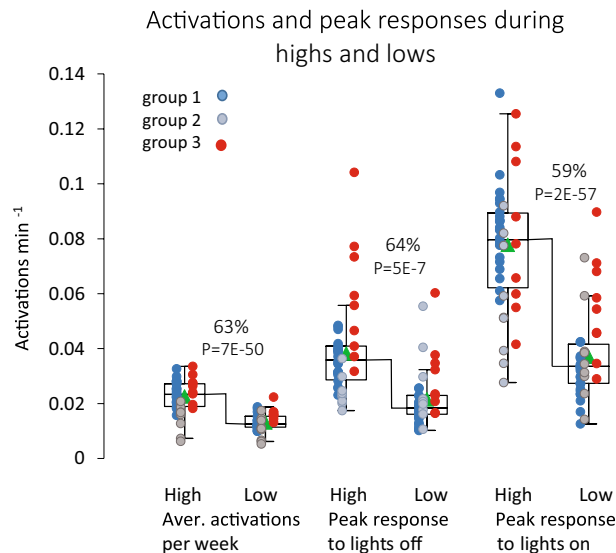 Activations and peak responses during
highs and lows
0.14
0.12
0.1
0.08
0.06
0.04
0.02
0
Activations min -1
group 1
group 2
group 3
63%
P=7E-50
64%
P=5E-7
59%
P=2E-57
High Low High Low High Low
Aver. activations
per week
Peak response
to lights off
Peak response
to lights on